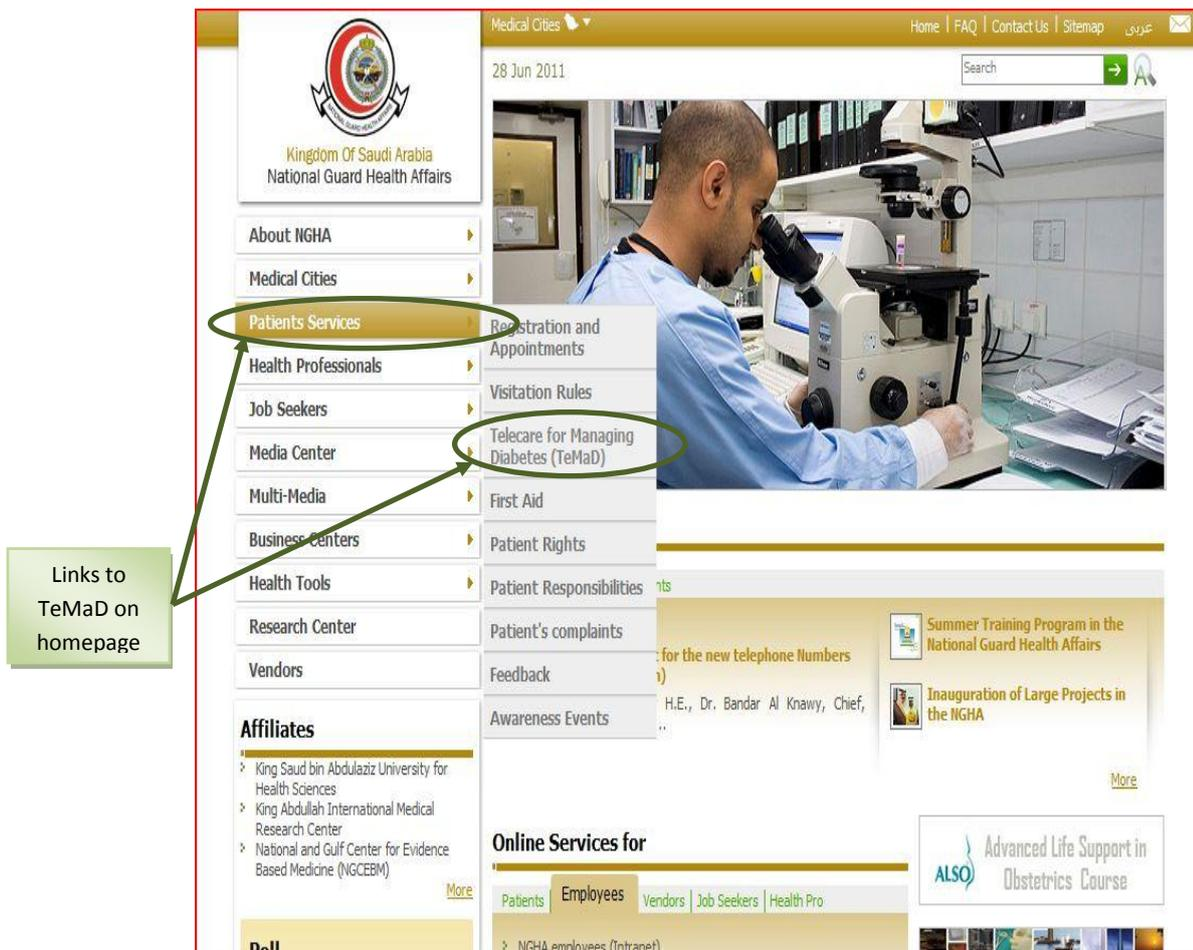 Medical Cities
Home | FAQ | Contact Us | Sitemap
عربى
28 Jun 2011
Search
NATIONAL GUARD HEALTH AFFAIRS
Kingdom Of Saudi Arabia
National Guard Health Affairs
About NGHA
Medical Cities
Patients Services
Health Professionals
Job Seekers
Media Center
Multi-Media
Business Centers
Health Tools
Research Center
Vendors
Registration and
Appointments
Visitation Rules
Telecare for Managing
Diabetes (TeMaD)
First Aid
Patient Rights
Patient Responsibilities
Patient's complaints
Feedback
Awareness Events
Links to
TeMaD on
homepage
nts
for the new telephone Numbers
H.E., Dr. Bandar Al Knawy, Chief,
..
Summer Training Program in the
National Guard Health Affairs
Inauguration of Large Projects in
the NGHA
More
Affiliates
King Saud bin Abdulaziz University for
Health Sciences
King Abdullah International Medical
Research Center
National and Gulf Center for Evidence
Based Medicine (NGCEBM)
More
Online Services for
Patients | Employees Vendors | Job Seekers | Health Pro
NGHA employees (Intranet)
ALSO
Advanced Life Support in
Obstetrics Course
Poll